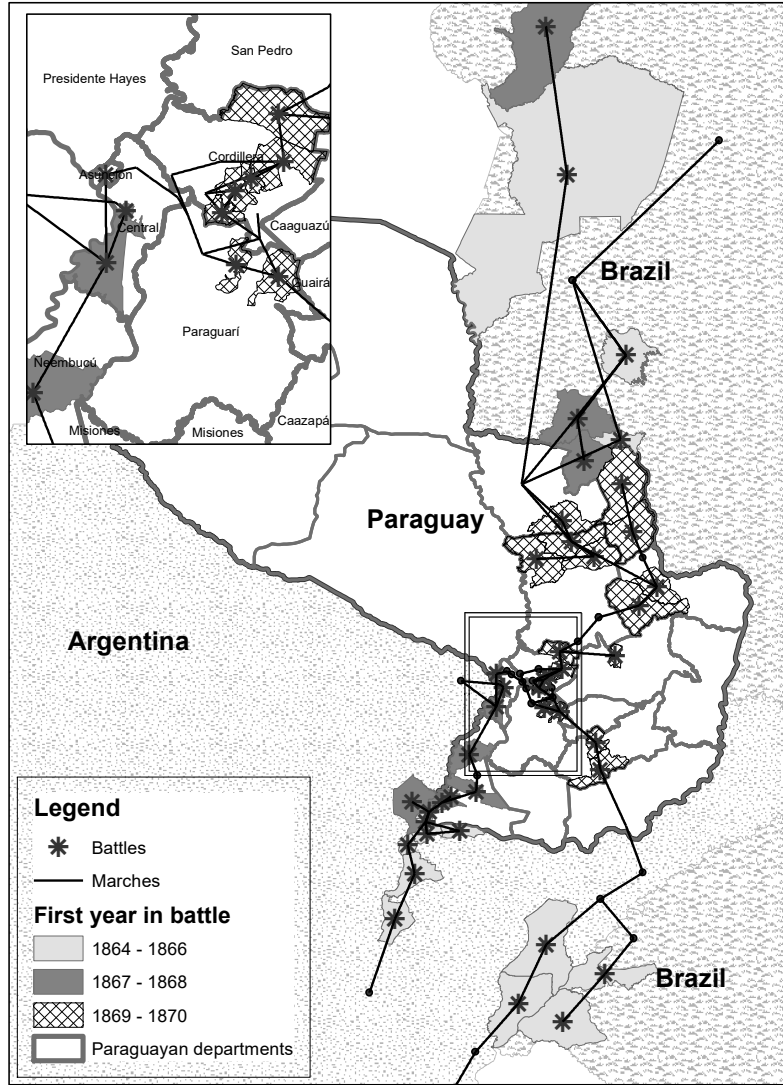 San Pedro
Presidente Hayes
Asunción
Cordillera
Central
Caaguazú
Guairá
Paraguarí
Ñeembucú
Caazapá
Misiones
Misiones
Brazil
Paraguay
Argentina
Brazil
Legend
Battles
Marches
First year in battle
1864 - 1866
1867 - 1868
1869 - 1870
Paraguayan departments